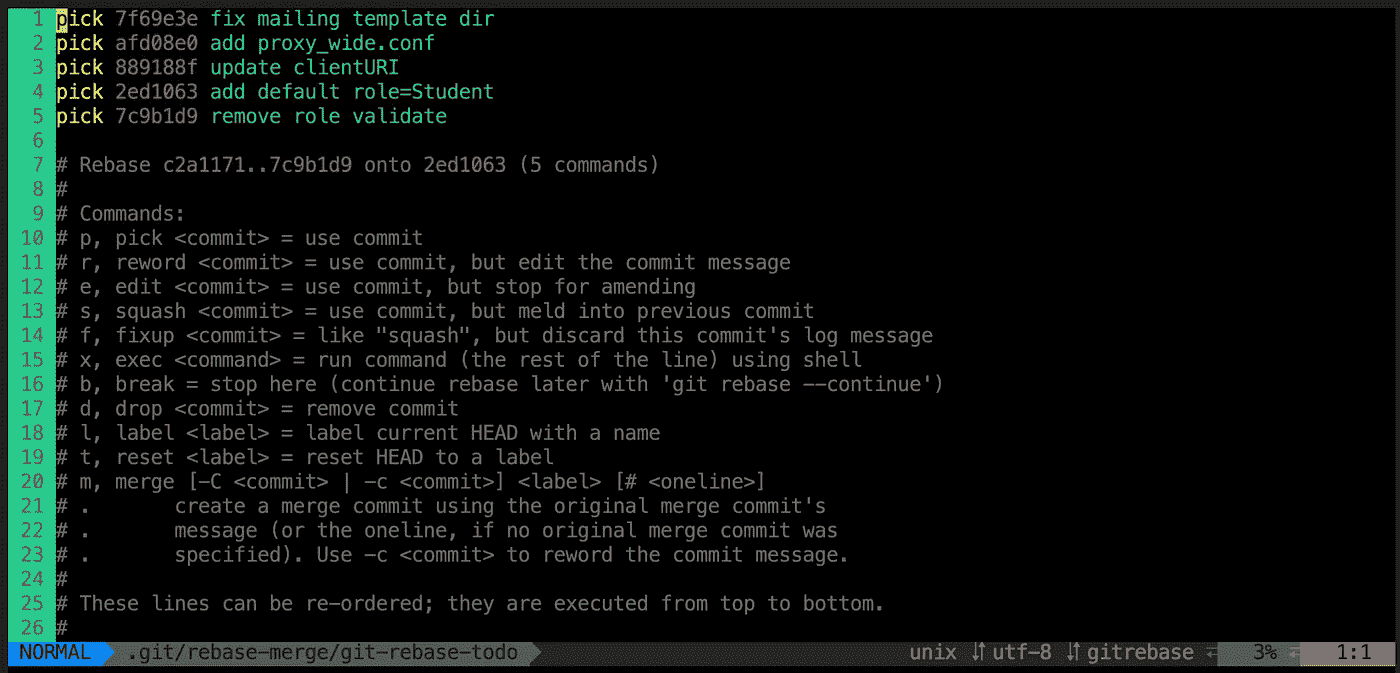 1 pick 7f69e3e fix mailing template dir
2 pick afd08e0 add proxy_wide.conf
3 pick 889188f update clientURI
4 pick 2ed1063 add default role=Student
5 pick 7c9b1d9 remove role validate
6
7 # Rebase c2a1171..7c9b1d9 onto 2ed1063 (5 commands)
8 #
9 # Commands:
10 # p, pick <commit> = use commit
11 # r, reword <commit> = use commit, but edit the commit message
12 # e, edit <commit> = use commit, but stop for amending
13 # s, squash <commit> = use commit, but meld into previous commit
14 # f, fixup <commit> = like "squash", but discard this commit's log message
15 # x, exec <command> = run command (the rest of the line) using shell
16 # b, break = stop here (continue rebase later with 'git rebase --continue')
17 # d, drop <commit> = remove commit
18 # l, label <label> = label current HEAD with a name
19 # t, reset <label> = reset HEAD to a label
20 # m, merge [-C <commit> | -c <commit>] <label> [# <oneline>]
21 # .       create a merge commit using the original merge commit's
22 # .       message (or the oneline, if no original merge commit was
23 # .       specified). Use -c <commit> to reword the commit message.
24 #
25 # These lines can be re-ordered; they are executed from top to bottom.
26 #
NORMAL .git/rebase-merge/git-rebase-todo unix utf-8 gitrebase 3% 1:1